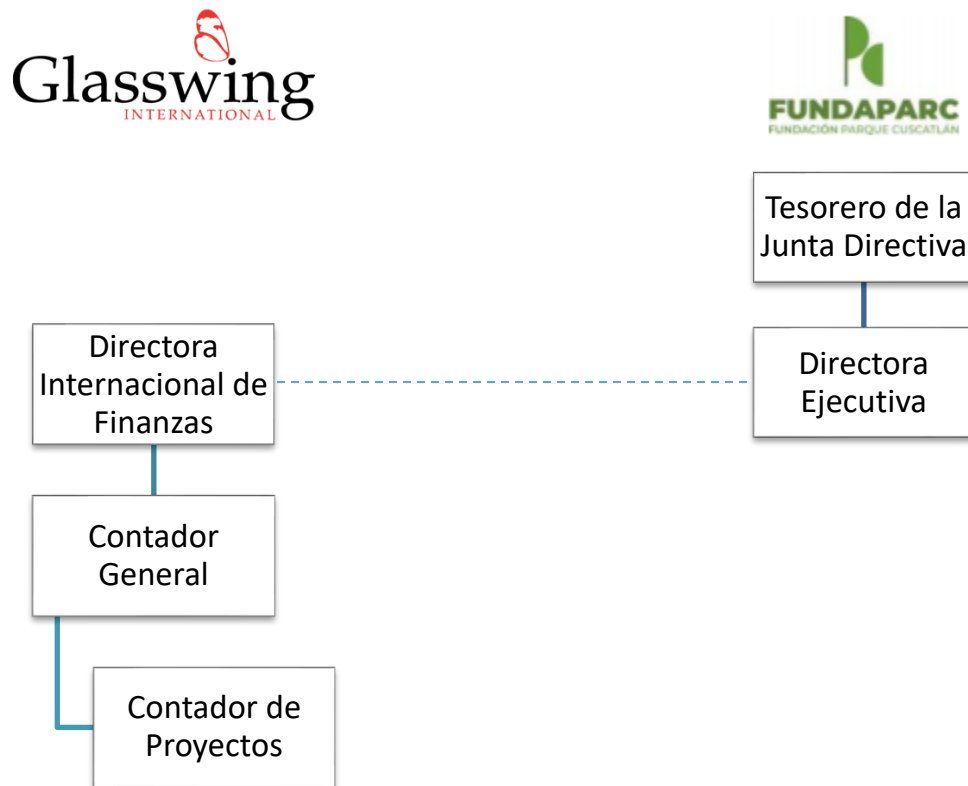 Glasswing
INTERNATIONAL
FUNDAPARC
FUNDACIÓN PARQUE CUSCATLÁN
Tesorero de la
Junta Directiva
Directora
Internacional de
Finanzas
Directora
Ejecutiva
Contador
General
Contador de
Proyectos